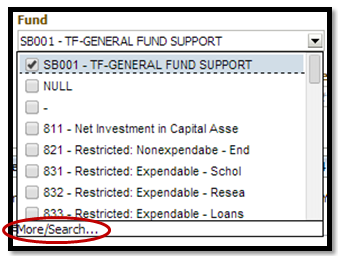 Fund
SB001 - TF-GENERAL FUND SUPPORT
SB001 - TF-GENERAL FUND SUPPORT
NULL
-
811 - Net Investment in Capital Asse
821 - Restricted: Nonexpendabe - End
831 - Restricted: Expendable - Schol
832 - Restricted: Expendable - Resea
833 - Restricted: Expendable - Loans
More/Search...